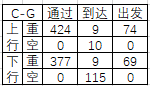 C-G 通过 到达 出发
上行 重 424 9 74
空 0 10 0
下行 重 377 9 69
空 0 115 0